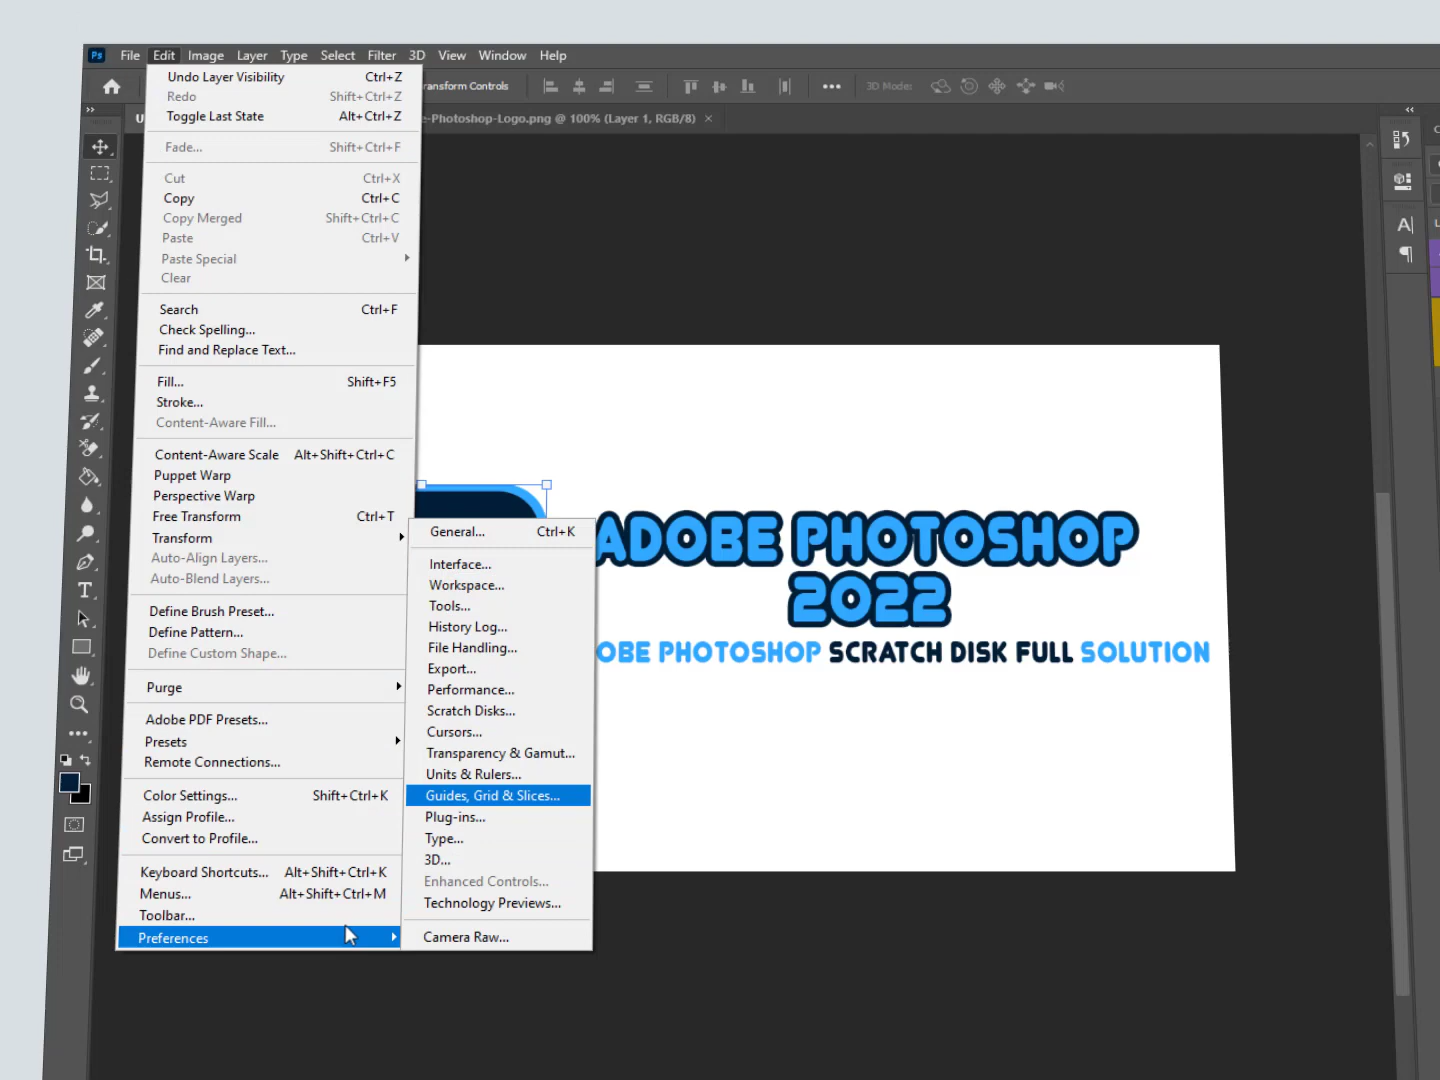 Ps File Edit Image Layer Type Select Filter 3D View Window Help
ransform Controls
3D Mode:
U
e-Photoshop-Logo.png @ 100% (Layer 1, RGB/8) ×
Undo Layer Visibility Ctrl+Z
Redo Shift+Ctrl+Z
Toggle Last State Alt+Ctrl+Z
Fade... Shift+Ctrl+F
Cut Ctrl+X
Copy Ctrl+C
Copy Merged Shift+Ctrl+C
Paste Ctrl+V
Paste Special
Clear
Search Ctrl+F
Check Spelling...
Find and Replace Text...
Fill... Shift+F5
Stroke...
Content-Aware Fill...
Content-Aware Scale Alt+Shift+Ctrl+C
Puppet Warp
Perspective Warp
Free Transform Ctrl+T
Transform
Auto-Align Layers...
Auto-Blend Layers...
Define Brush Preset...
Define Pattern...
Define Custom Shape...
Purge
Adobe PDF Presets...
Presets
Remote Connections...
Color Settings... Shift+Ctrl+K
Assign Profile...
Convert to Profile...
Keyboard Shortcuts... Alt+Shift+Ctrl+K
Menus... Alt+Shift+Ctrl+M
Toolbar...
Preferences
General... Ctrl+K
Interface...
Workspace...
Tools...
History Log...
File Handling...
Export...
Performance...
Scratch Disks...
Cursors...
Transparency & Gamut...
Units & Rulers...
Guides, Grid & Slices...
Plug-ins...
Type...
3D...
Enhanced Controls...
Technology Previews...
Camera Raw...
ADOBE PHOTOSHOP
2022
OBE PHOTOSHOP SCRATCH DISK FULL SOLUTION